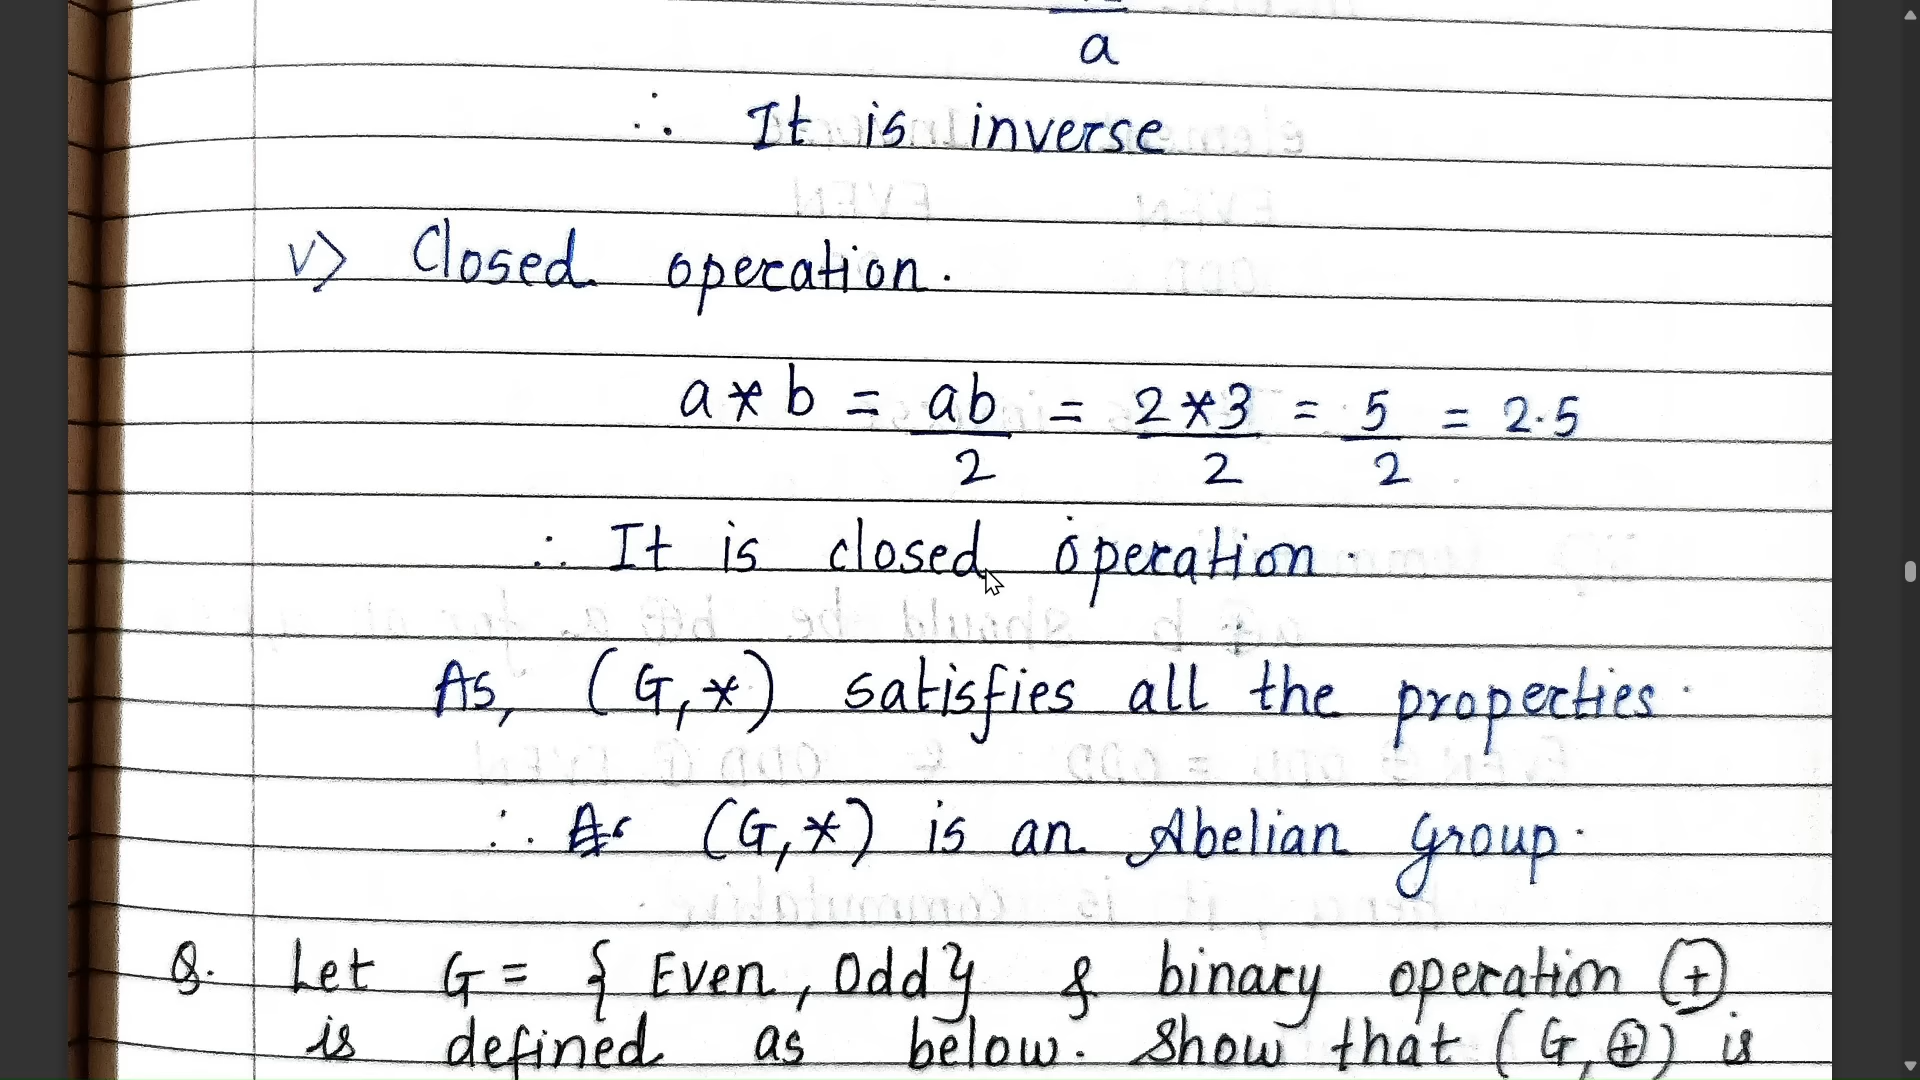 a
∴ It is inverse
v> Closed operation.
a * b = ab/2 = 2*3/2 = 5/2 = 2.5
∴ It is closed operation.
As, (G,*) satisfies all the properties.
∴ (G,*) is an Abelian group.
Q. Let G = { Even, Odd} & binary operation ⊕
is defined as below. Show that (G,⊕) is